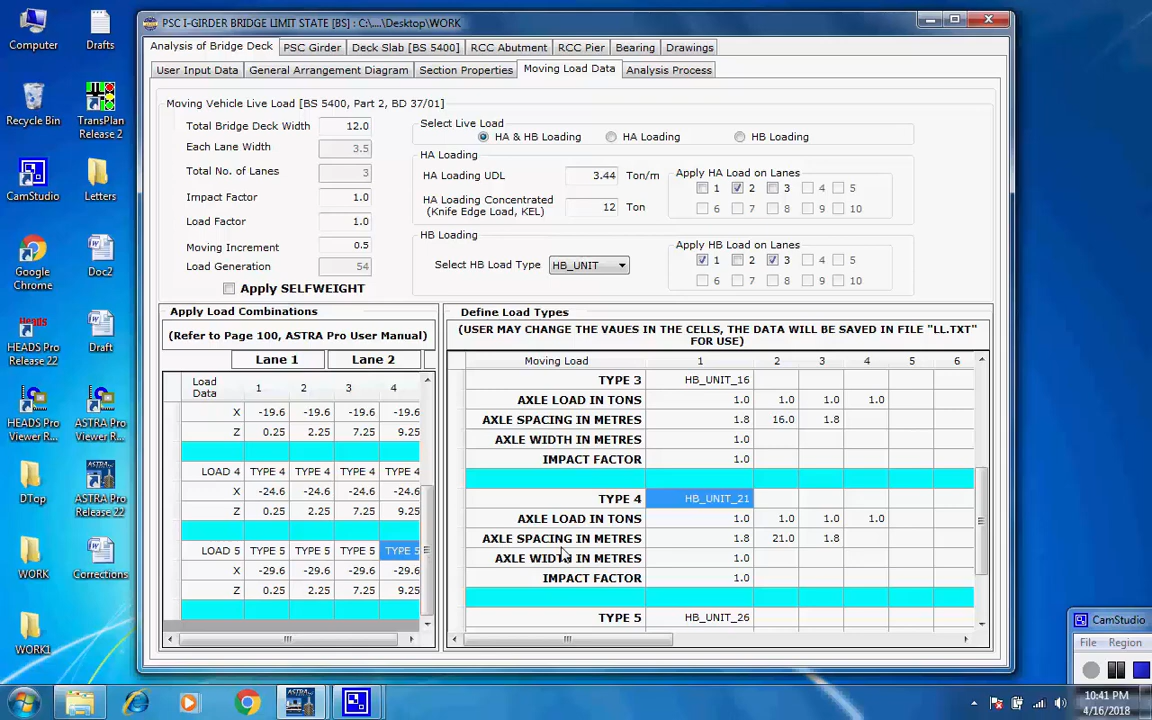 Computer
Drafts
Recycle Bin
TransPlan
Release 2
CamStudio
Letters
Google
Chrome
Doc2
HEADS Pro
Release 22
Draft
HEADS Pro
Viewer R...
ASTRA Pro
Viewer R...
DTop
ASTRA Pro
Release 22
WORK
Corrections
WORK1
PSC I-GIRDER BRIDGE LIMIT STATE [BS] : C:\....\Desktop\WORK
Analysis of Bridge Deck PSC Girder Deck Slab [BS 5400] RCC Abutment RCC Pier Bearing Drawings
User Input Data General Arrangement Diagram Section Properties Moving Load Data Analysis Process
Moving Vehicle Live Load [BS 5400, Part 2, BD 37/01]
Total Bridge Deck Width 12.0
Each Lane Width 3.5
Total No. of Lanes 3
Impact Factor 1.0
Load Factor 1.0
Moving Increment 0.5
Load Generation 54
Apply SELFWEIGHT
Select Live Load
HA & HB Loading HA Loading HB Loading
HA Loading
HA Loading UDL 3.44 Ton/m
HA Loading Concentrated
(Knife Edge Load, KEL) 12 Ton
Apply HA Load on Lanes
1 2 3 4 5
6 7 8 9 10
HB Loading
Select HB Load Type HB_UNIT
Apply HB Load on Lanes
1 2 3 4 5
6 7 8 9 10
Apply Load Combinations
(Refer to Page 100, ASTRA Pro User Manual)
Lane 1 Lane 2
Load
Data 1 2 3 4
X -19.6 -19.6 -19.6 -19.6
Z 0.25 2.25 7.25 9.25
LOAD 4 TYPE 4 TYPE 4 TYPE 4 TYPE 4
X -24.6 -24.6 -24.6 -24.6
Z 0.25 2.25 7.25 9.25
LOAD 5 TYPE 5 TYPE 5 TYPE 5 TYPE 5
X -29.6 -29.6 -29.6 -29.6
Z 0.25 2.25 7.25 9.25
Define Load Types
(USER MAY CHANGE THE VAUES IN THE CELLS, THE DATA WILL BE SAVED IN FILE "LL.TXT"
FOR USE)
Moving Load 1 2 3 4 5 6
TYPE 3 HB_UNIT_16
AXLE LOAD IN TONS 1.0 1.0 1.0 1.0
AXLE SPACING IN METRES 1.8 16.0 1.8
AXLE WIDTH IN METRES 1.0
IMPACT FACTOR 1.0
TYPE 4 HB_UNIT_21
AXLE LOAD IN TONS 1.0 1.0 1.0 1.0
AXLE SPACING IN METRES 1.8 21.0 1.8
AXLE WIDTH IN METRES 1.0
IMPACT FACTOR 1.0
TYPE 5 HB_UNIT_26
CamStudio
File Region
10:41 PM
4/16/2018